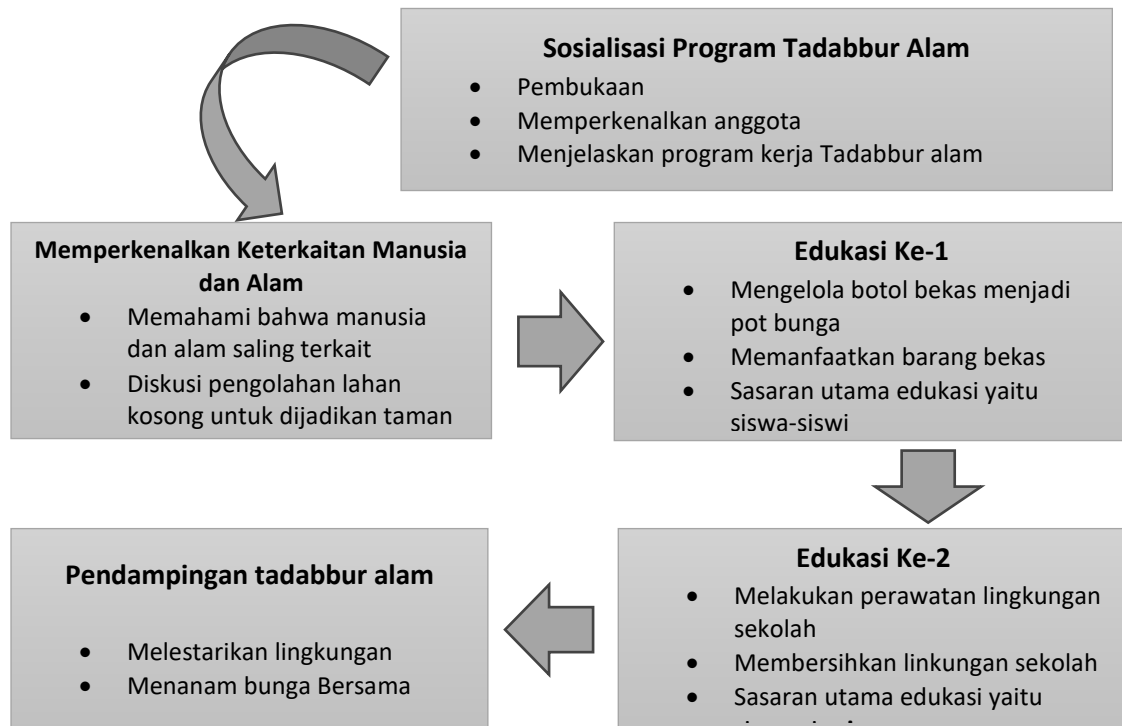 Sosialisasi Program Tadabbur Alam
• Pembukaan
• Memperkenalkan anggota
• Menjelaskan program kerja Tadabbur alam
Memperkenalkan Keterkaitan Manusia
dan Alam
• Memahami bahwa manusia
dan alam saling terkait
• Diskusi pengolahan lahan
kosong untuk dijadikan taman
Edukasi Ke-1
• Mengelola botol bekas menjadi
pot bunga
• Memanfaatkan barang bekas
• Sasaran utama edukasi yaitu
siswa-siswi
Edukasi Ke-2
• Melakukan perawatan lingkungan
sekolah
• Membersihkan linkungan sekolah
• Sasaran utama edukasi yaitu
Pendampingan tadabbur alam
• Melestarikan lingkungan
• Menanam bunga Bersama